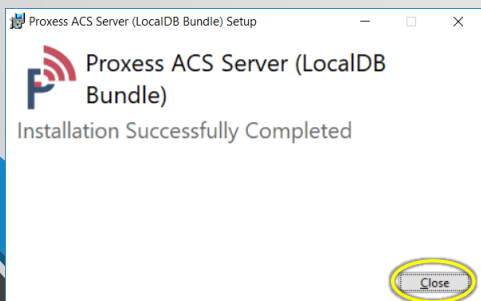 Proxess ACS Server (LocalDB Bundle) Setup
Proxess ACS Server (LocalDB
Bundle)
Installation Successfully Completed
Close